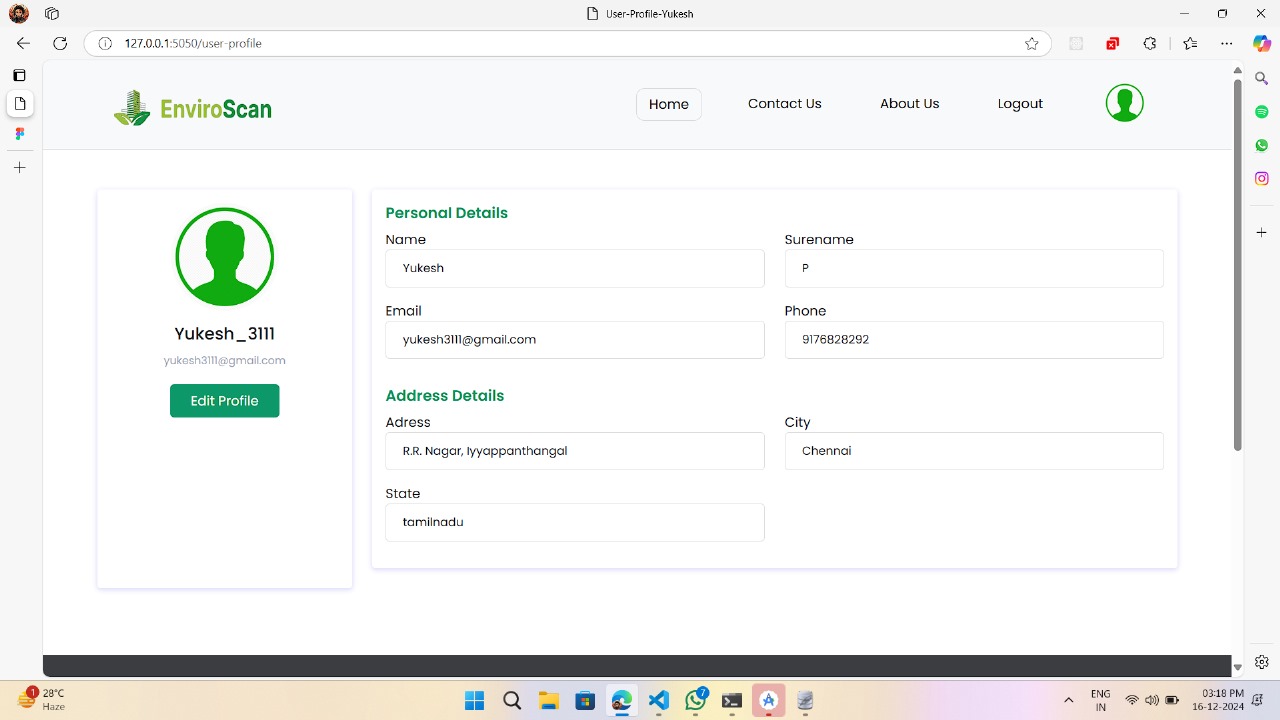 User-Profile-Yukesh
127.0.0.1:5050/user-profile
EnviroScan
Home
Contact Us
About Us
Logout
Yukesh_3111
yukesh3111@gmail.com
Edit Profile
Personal Details
Name
Surename
Yukesh
P
Email
Phone
yukesh3111@gmail.com
9176828292
Address Details
Adress
City
R.R. Nagar, Iyyappanthangal
Chennai
State
tamilnadu
1
28°C
Haze
7
ENG
IN
03:18 PM
16-12-2024